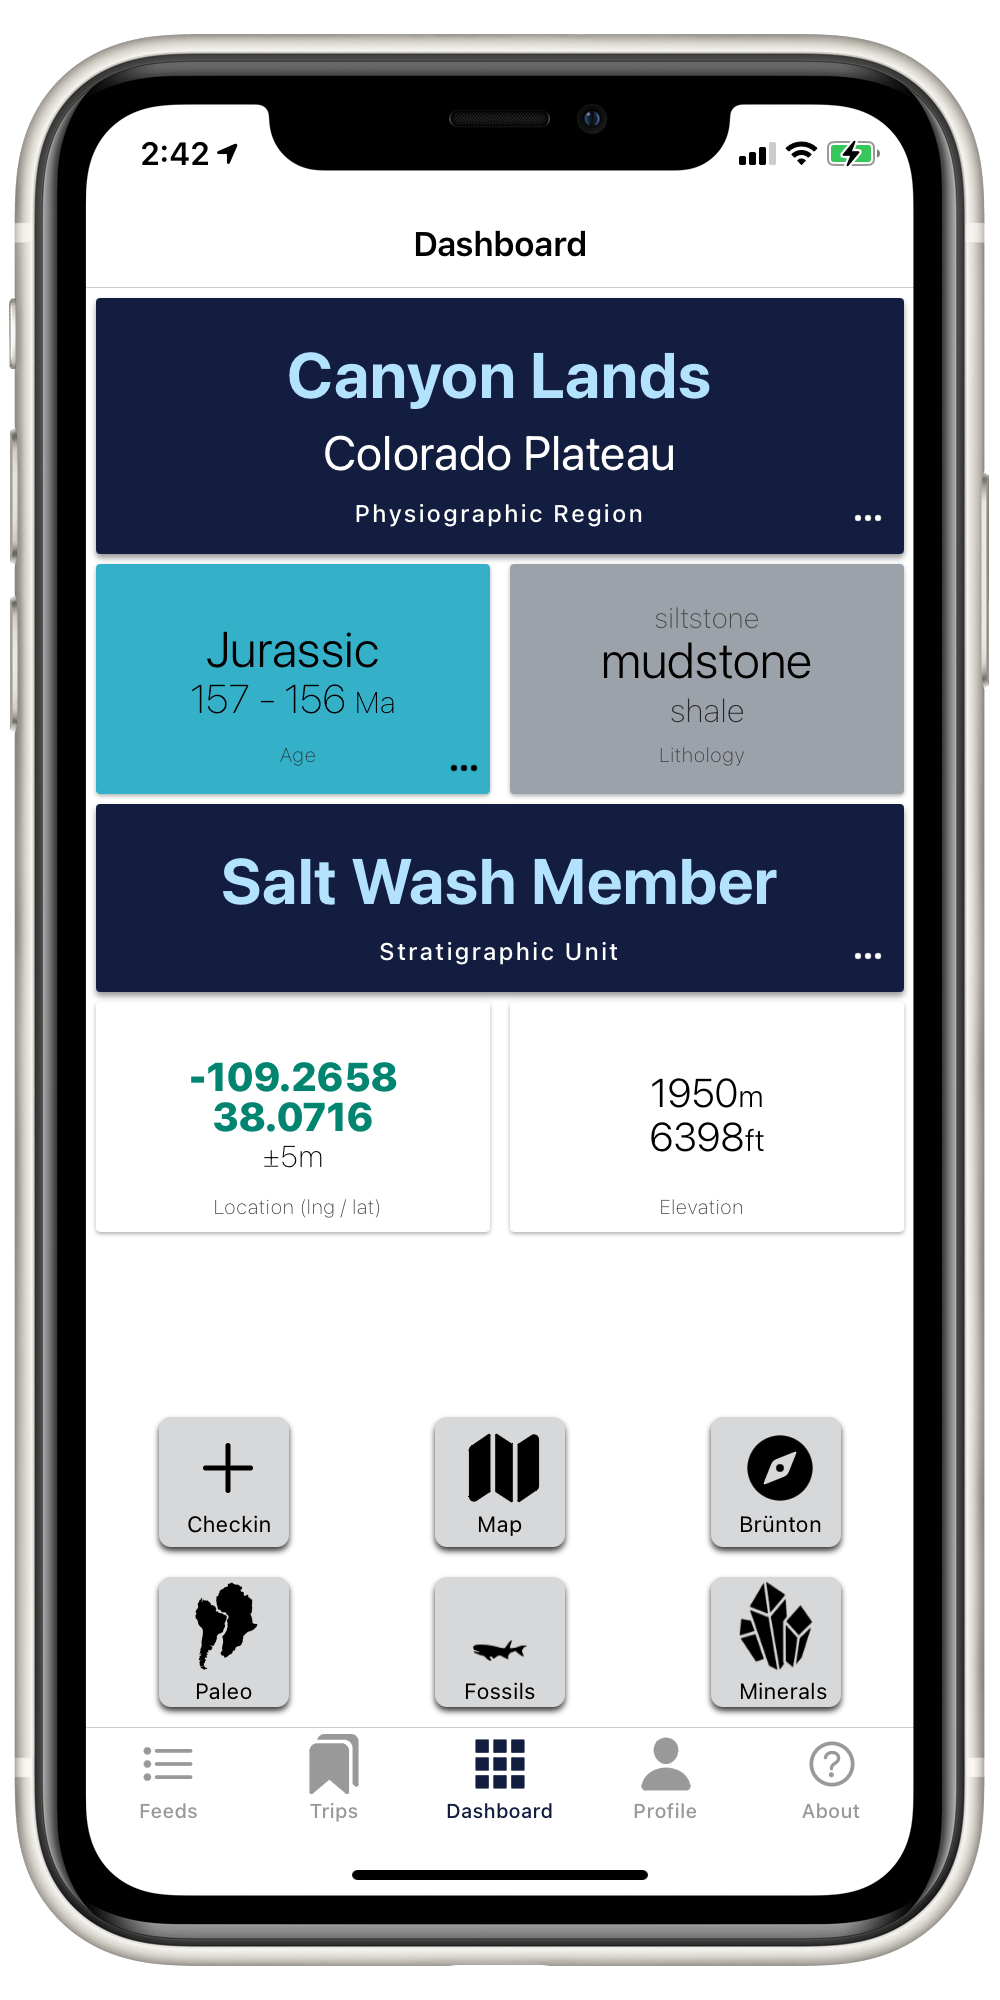 2:42
Dashboard
Canyon Lands
Colorado Plateau
Physiographic Region
Jurassic
157 - 156 Ma
Age
siltstone
mudstone
shale
Lithology
Salt Wash Member
Stratigraphic Unit
-109.2658
38.0716
±5m
Location (lng / lat)
1950m
6398ft
Elevation
Checkin
Map
Brünton
Paleo
Fossils
Minerals
Feeds
Trips
Dashboard
Profile
About